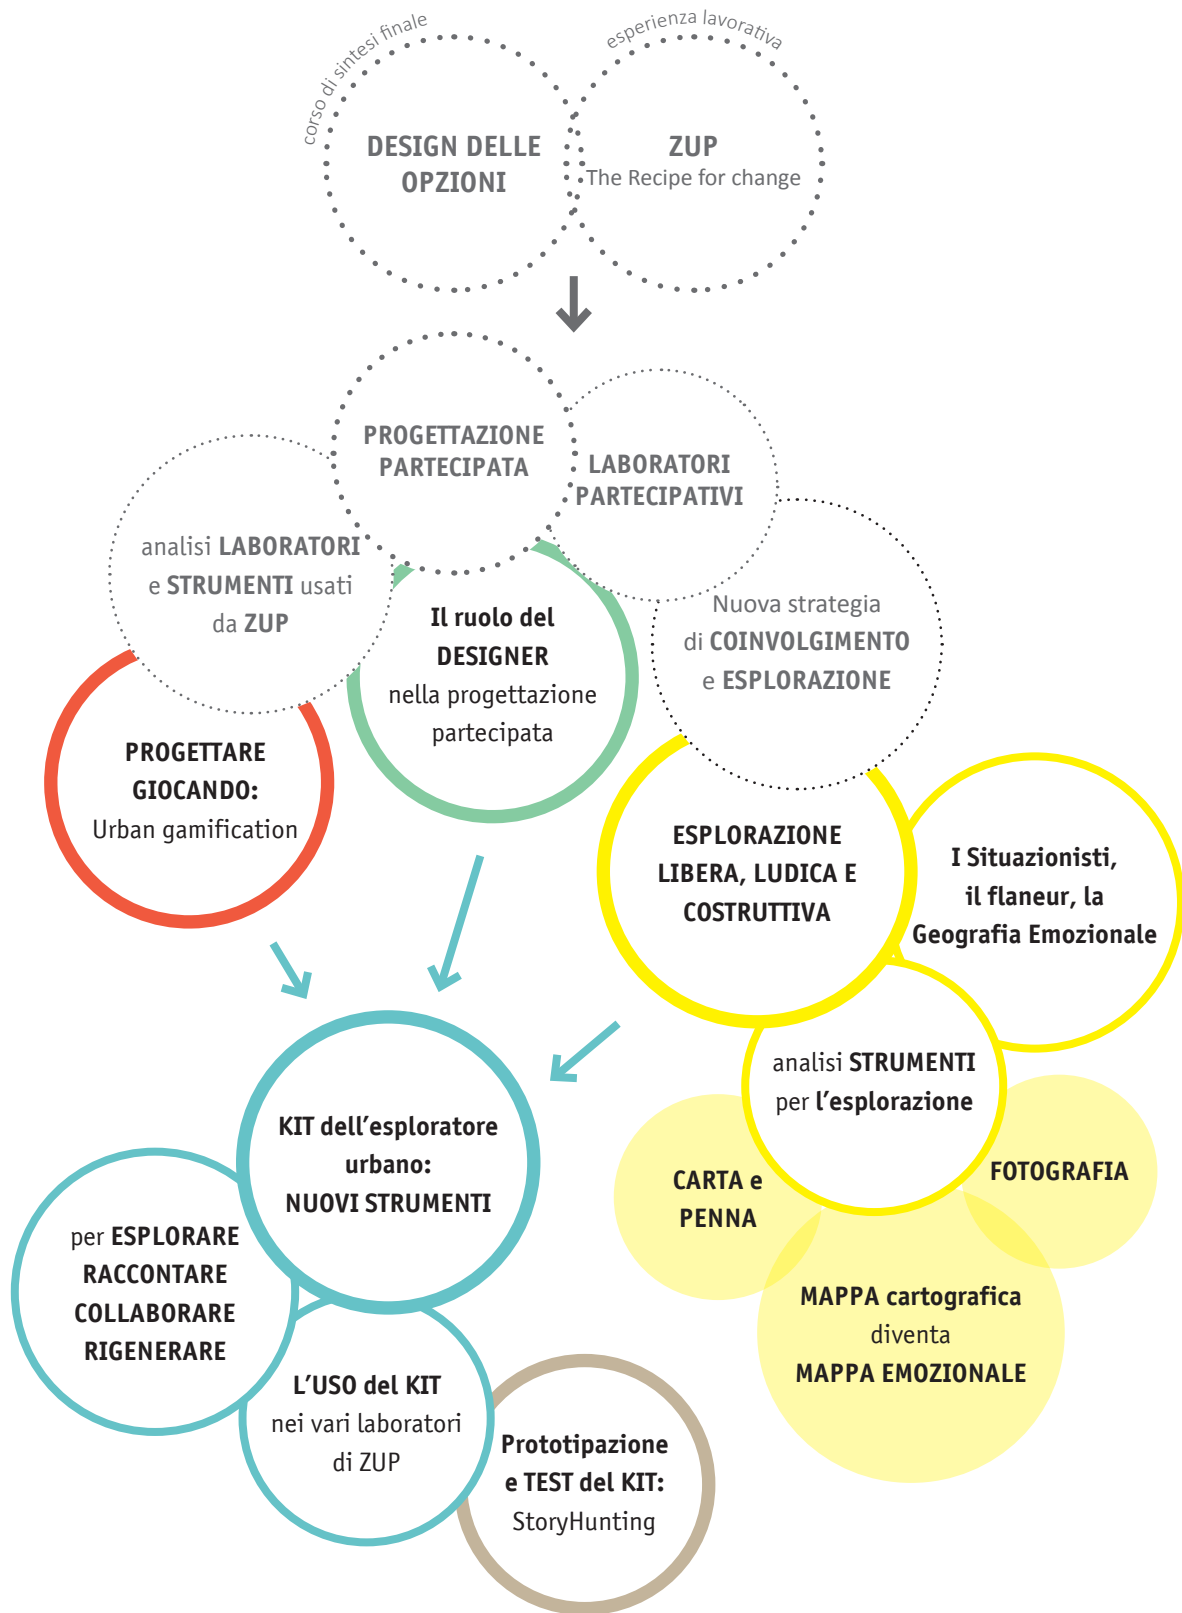 corso di sintesi finale
esperienza lavorativa
DESIGN DELLE
OPZIONI
ZUP
The Recipe for change
PROGETTAZIONE
PARTECIPATA
LABORATORI
PARTECIPATIVI
analisi LABORATORI
e STRUMENTI usati
da ZUP
Il ruolo del
DESIGNER
nella progettazione
partecipata
Nuova strategia
di COINVOLGIMENTO
e ESPLORAZIONE
PROGETTARE
GIOCANDO:
Urban gamification
ESPLORAZIONE
LIBERA, LUDICA E
COSTRUTTIVA
I Situazionisti,
il flaneur, la
Geografia Emozionale
analisi STRUMENTI
per l'esplorazione
CARTA e
PENNA
FOTOGRAFIA
MAPPA cartografica
diventa
MAPPA EMOZIONALE
KIT dell'esploratore
urbano:
NUOVI STRUMENTI
per ESPLORARE
RACCONTARE
COLLABORARE
RIGENERARE
L'USO del KIT
nei vari laboratori
di ZUP
Prototipazione
e TEST del KIT:
StoryHunting